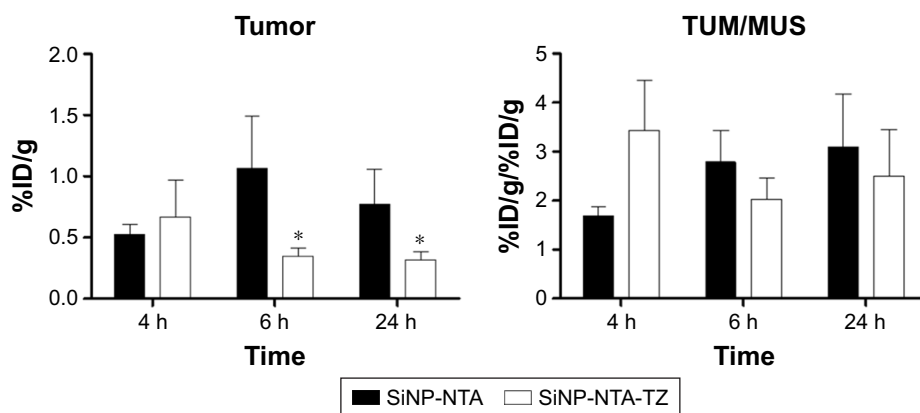 Tumor
%ID/g
2.0
1.5
1.0
0.5
0.0
*
*
4 h 6 h 24 h
Time
TUM/MUS
%ID/g/%ID/g
5
4
3
2
1
0
4 h 6 h 24 h
Time
SiNP-NTA SiNP-NTA-TZ